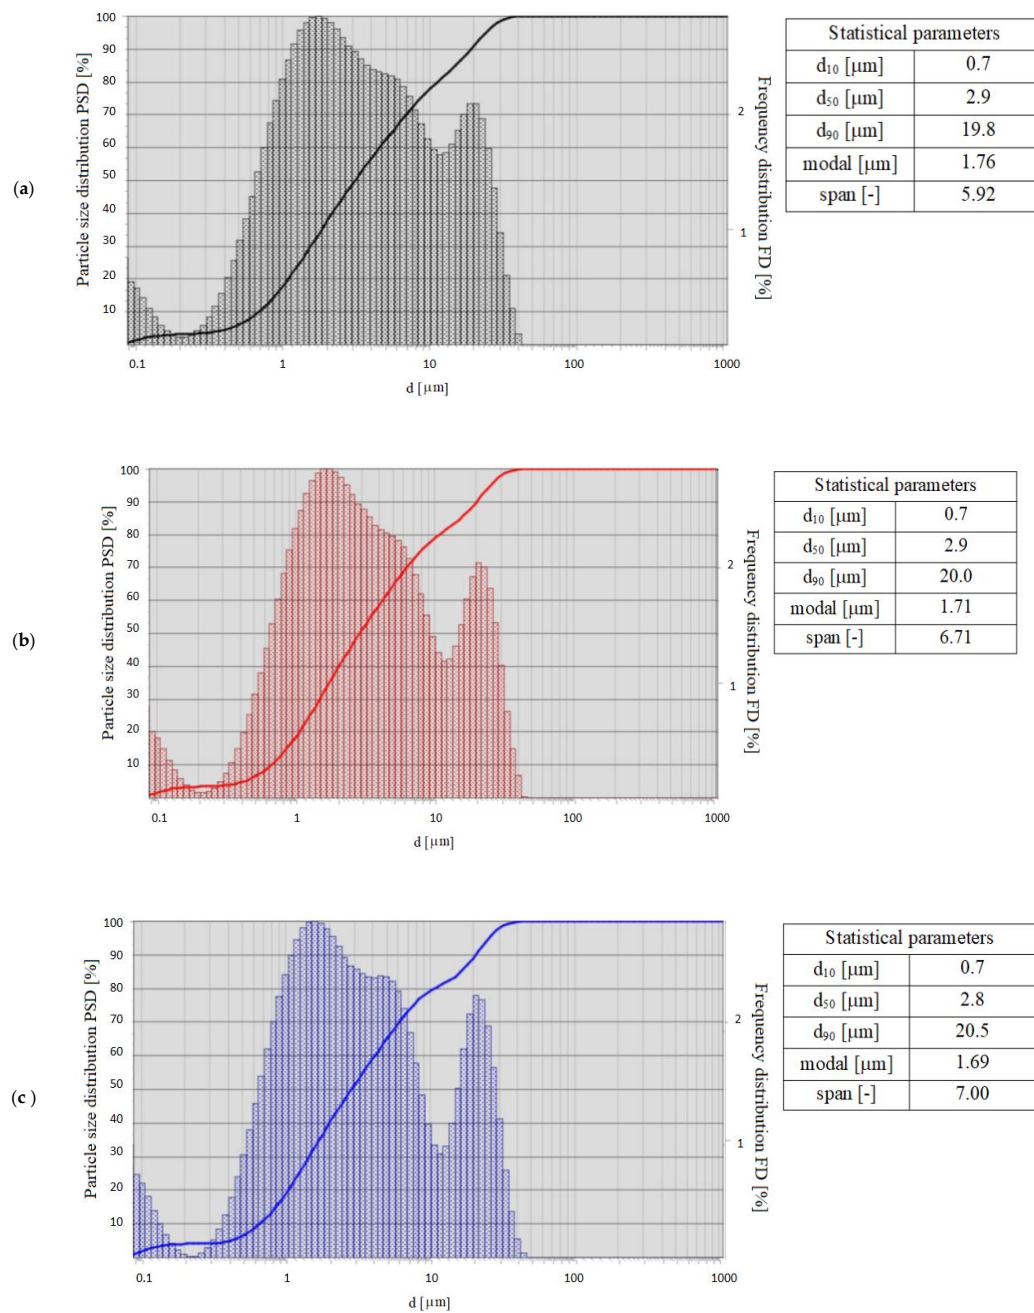 (a)
Particle size distribution PSD [%]
100
90
80
70
60
50
40
30
20
10
0.1 1 10 100 1000
d [µm]
2
1
Frequency distribution FD [%]
Statistical parameters
d10 [µm] 0.7
d50 [µm] 2.9
d90 [µm] 19.8
modal [µm] 1.76
span [-] 5.92
(b)
Particle size distribution PSD [%]
100
90
80
70
60
50
40
30
20
10
0.1 1 10 100 1000
d [µm]
2
1
Frequency distribution FD [%]
Statistical parameters
d10 [µm] 0.7
d50 [µm] 2.9
d90 [µm] 20.0
modal [µm] 1.71
span [-] 6.71
(c )
Particle size distribution PSD [%]
100
90
80
70
60
50
40
30
20
10
0.1 1 10 100 1000
d [µm]
2
1
Frequency distribution FD [%]
Statistical parameters
d10 [µm] 0.7
d50 [µm] 2.8
d90 [µm] 20.5
modal [µm] 1.69
span [-] 7.00